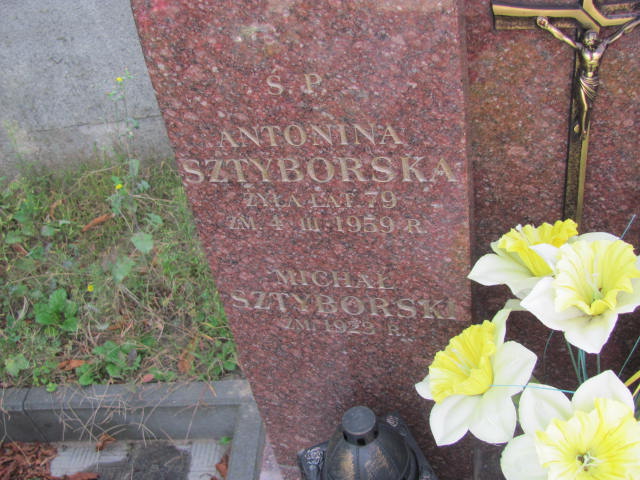 Ś. P.
ANTONINA
SZTYBORSKA
ŻYŁA LAT 79
ZM. 4. III. 1959 R.
MICHAŁ
SZTYBORSKI
ZM. 1923 R.